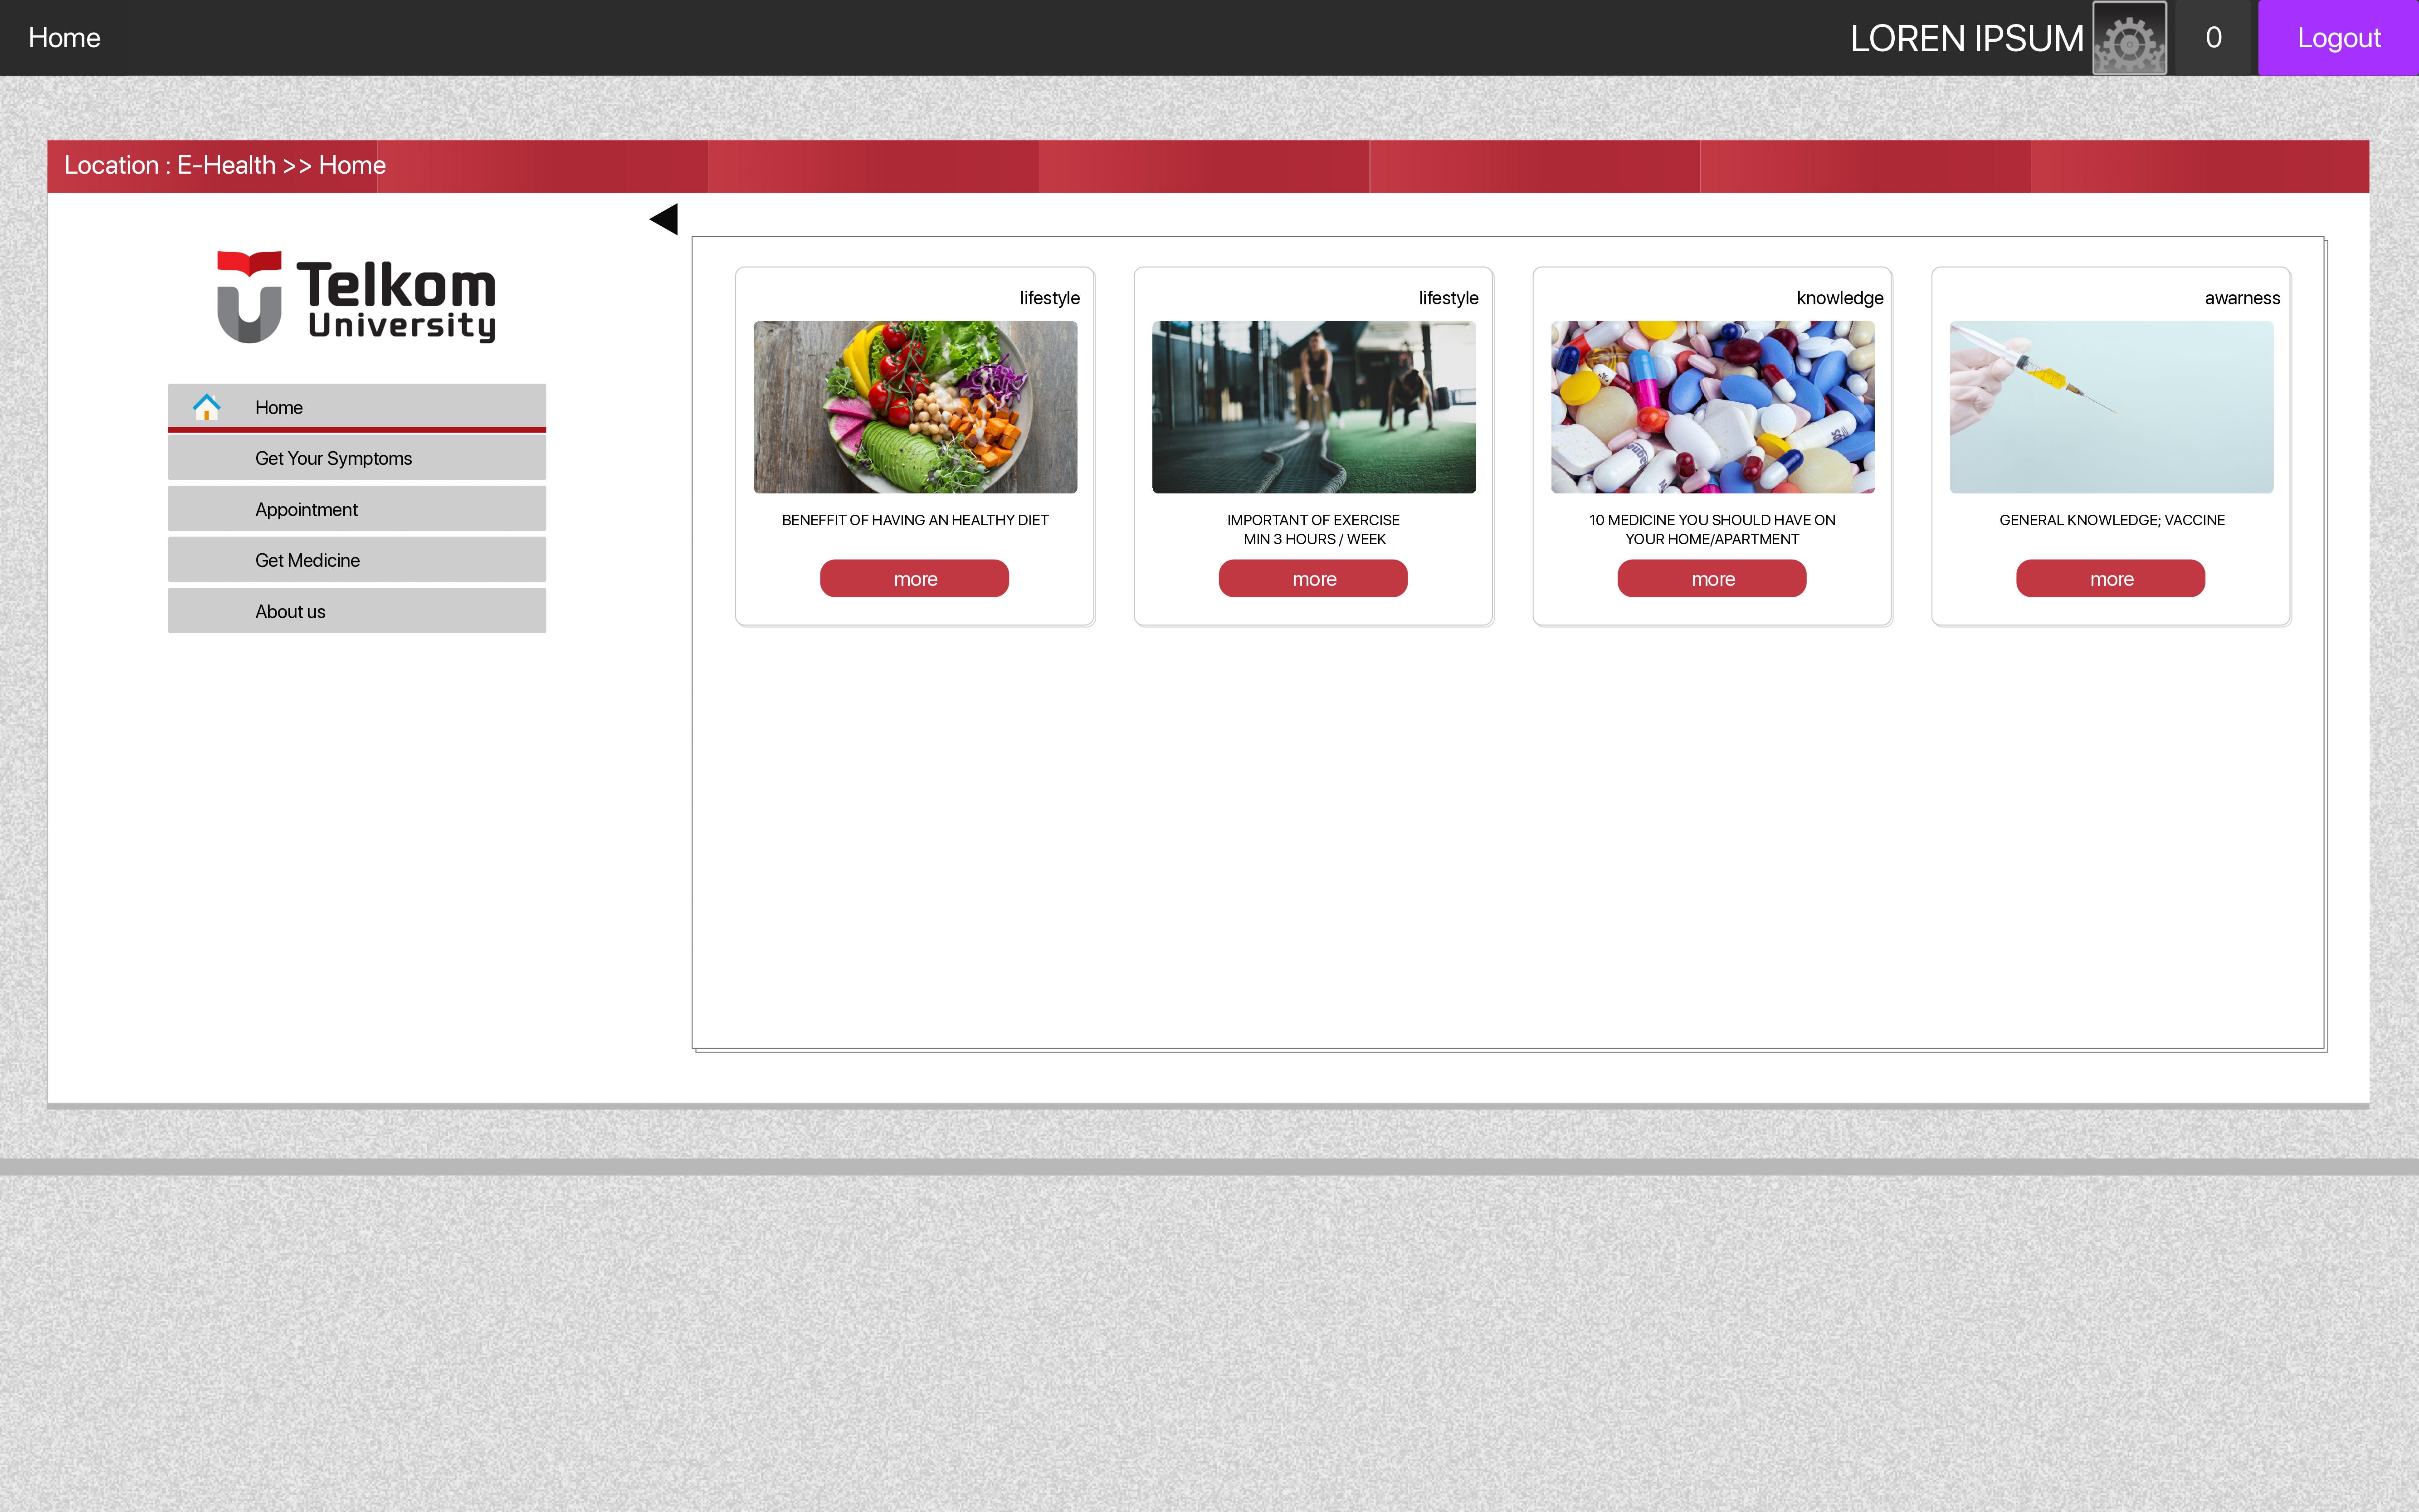 Home
LOREN IPSUM
0
Logout
Location : E-Health >> Home
Telkom
University
Home
Get Your Symptoms
Appointment
Get Medicine
About us
lifestyle
BENEFFIT OF HAVING AN HEALTHY DIET
more
lifestyle
IMPORTANT OF EXERCISE
MIN 3 HOURS / WEEK
more
knowledge
10 MEDICINE YOU SHOULD HAVE ON
YOUR HOME/APARTMENT
more
awarness
GENERAL KNOWLEDGE; VACCINE
more